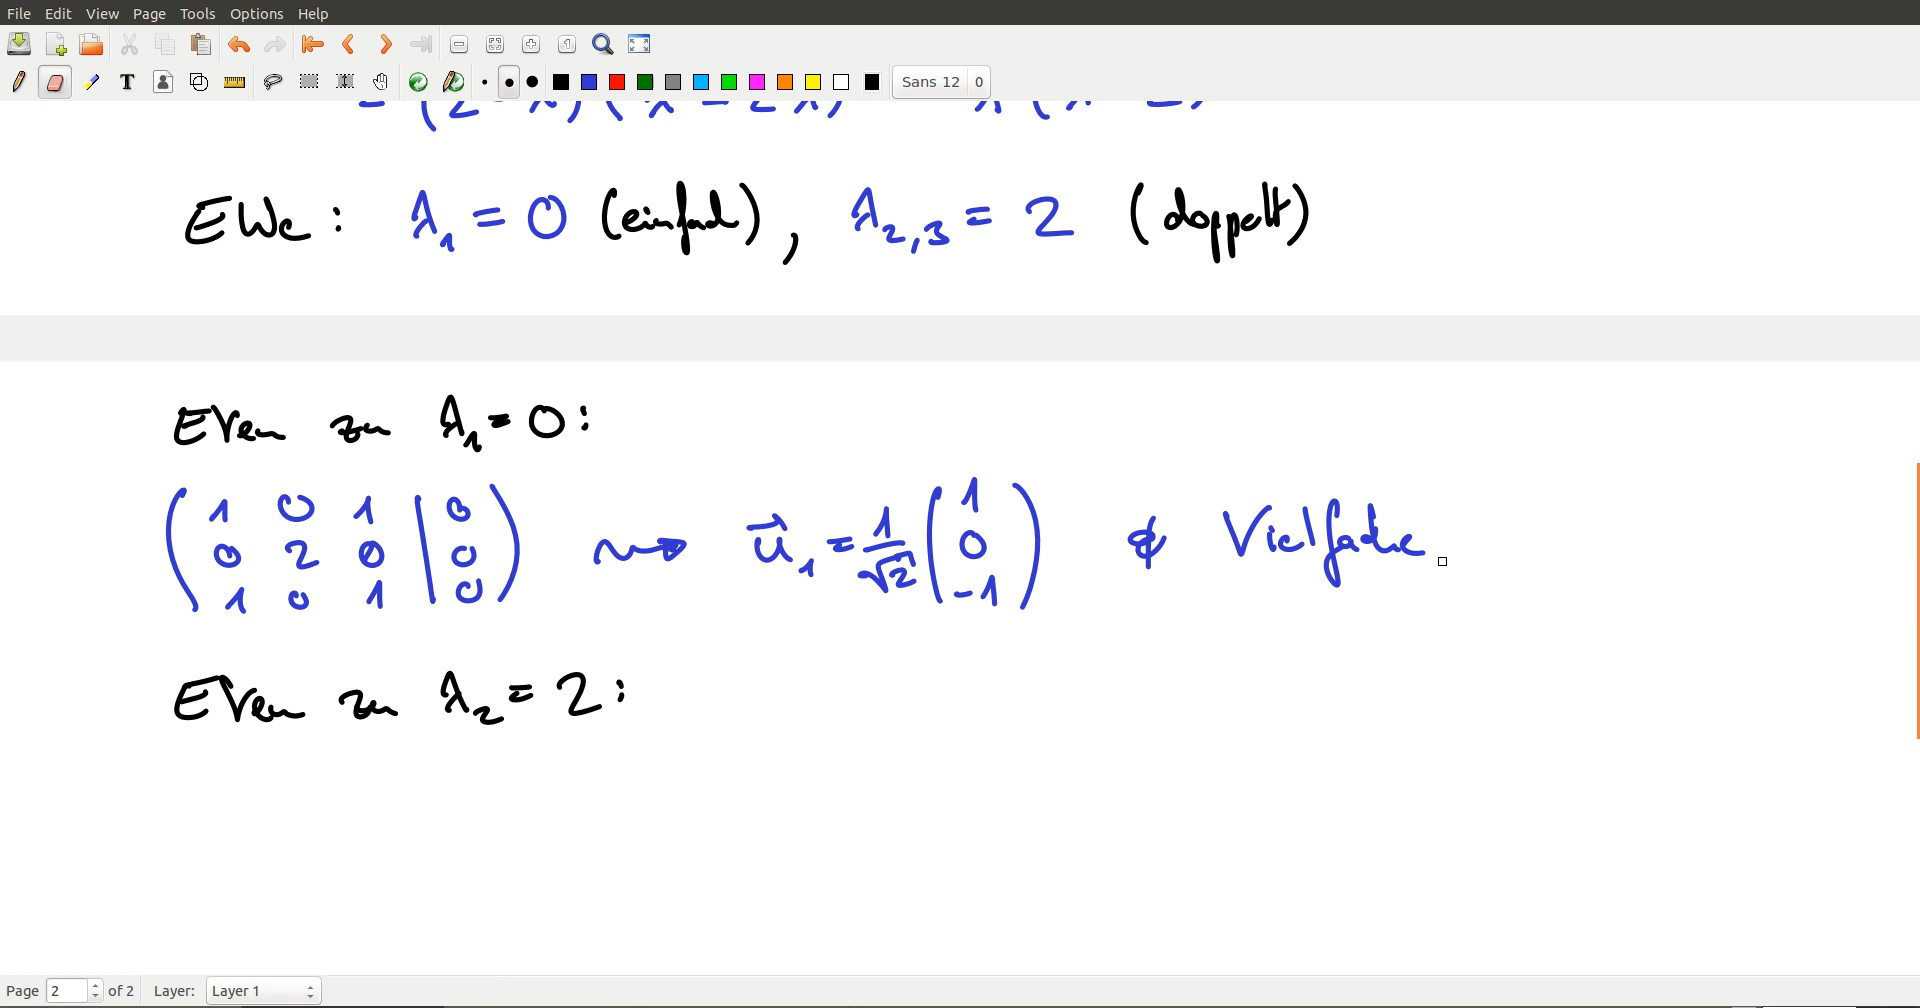 File Edit View Page Tools Options Help
Sans 12 0
EWe: λ₁ = 0 (einfach), λ₂,₃ = 2 (doppelt)
EVen zu λ₁ = 0:
( 1 0 1 | 0 )
( 0 2 0 | 0 ) ⇝ u⃗₁ = 1/√2 ( 1 0 -1 ) & Vielfache.
( 1 0 1 | 0 )
EVen zu λ₂ = 2:
Page 2 of 2 Layer: Layer 1